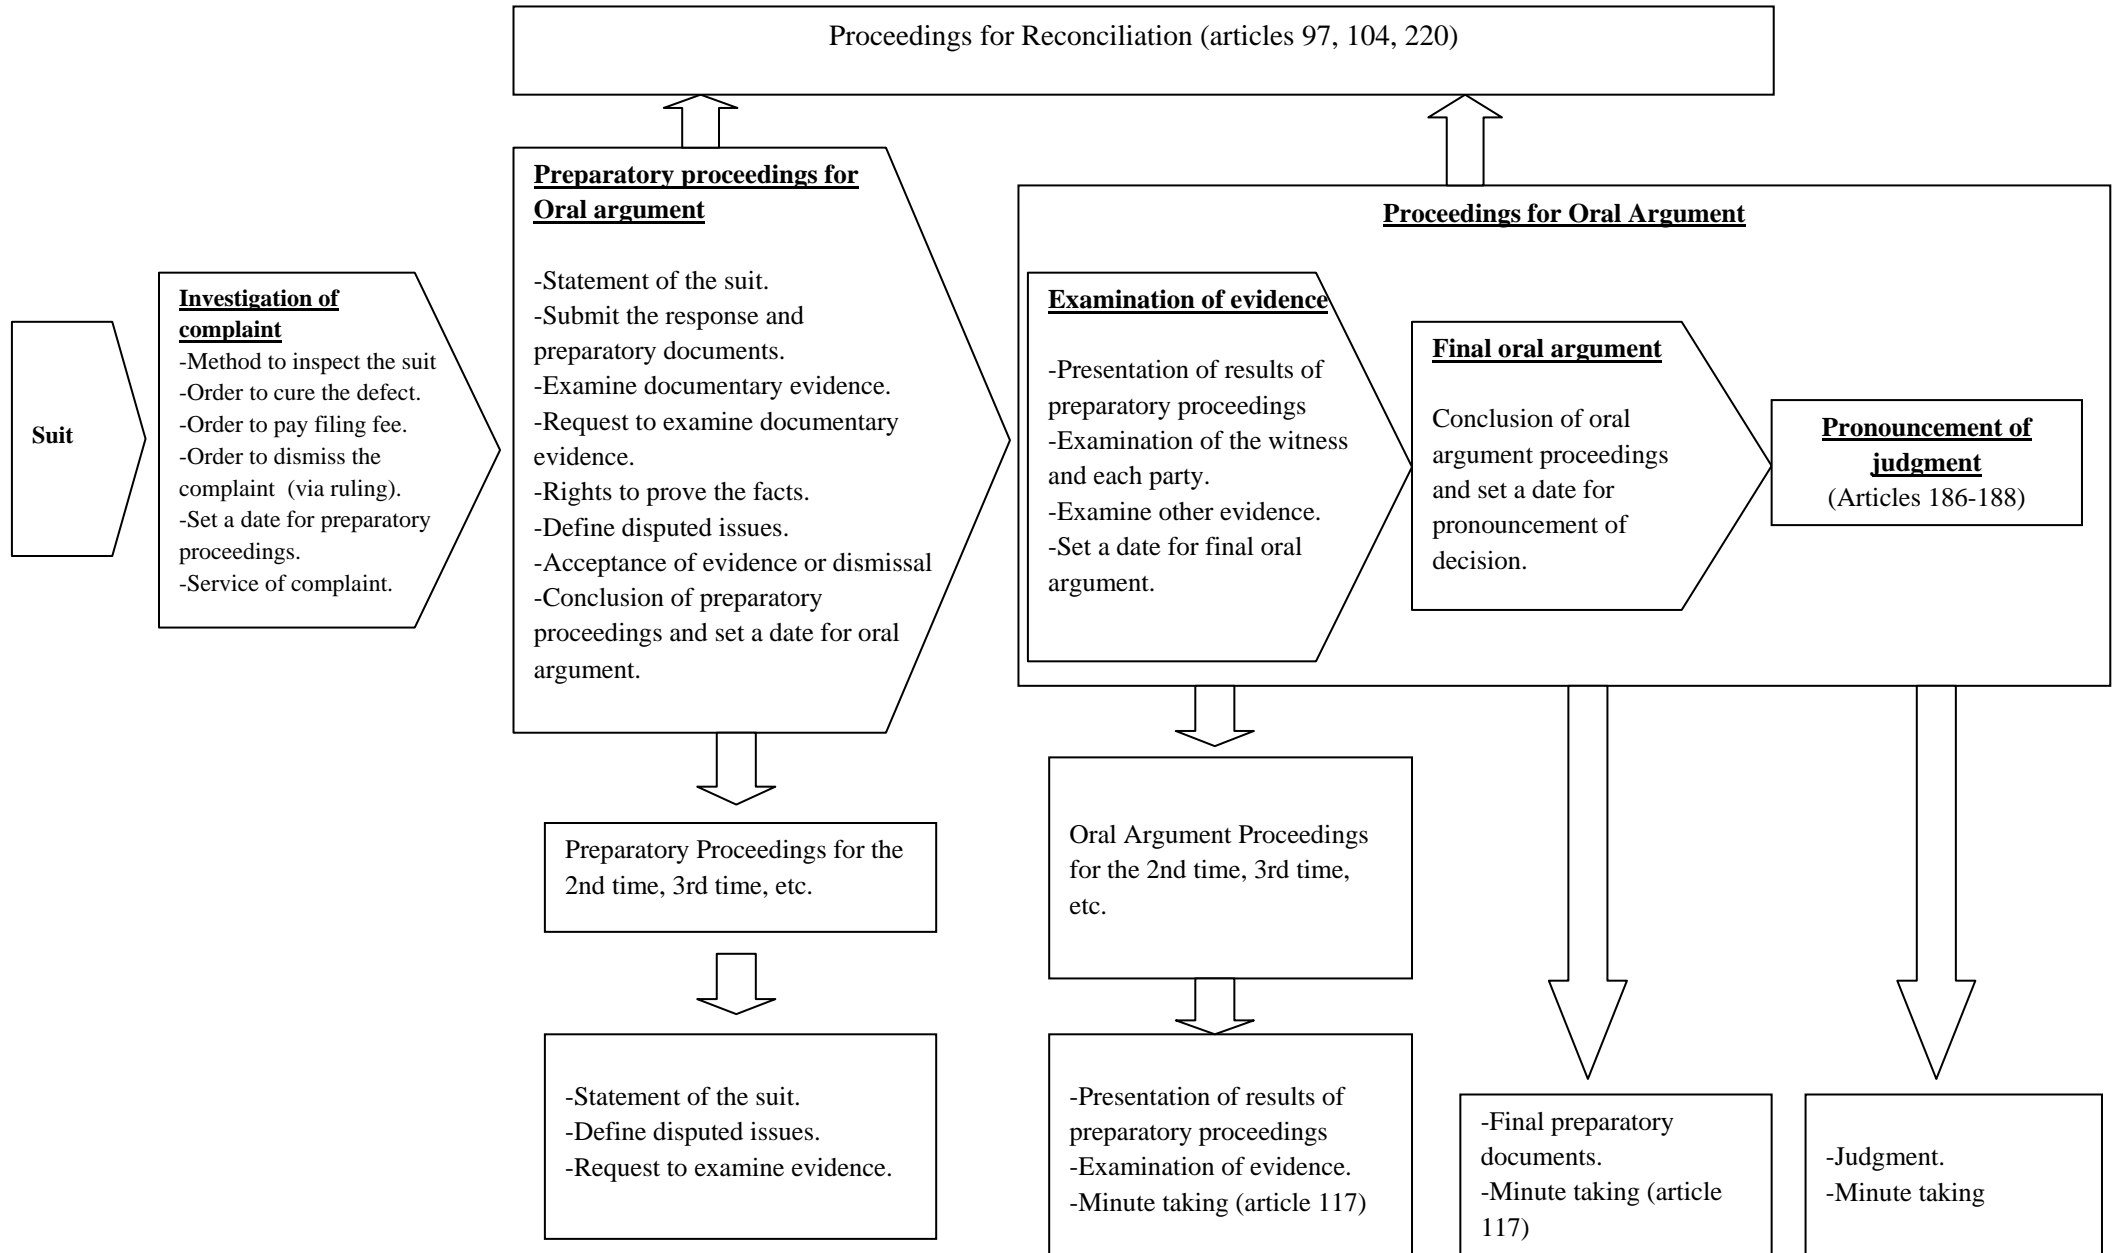 Proceedings for Reconciliation (articles 97, 104, 220)
Suit
Investigation of
complaint
-Method to inspect the suit
-Order to cure the defect.
-Order to pay filing fee.
-Order to dismiss the
complaint (via ruling).
-Set a date for preparatory
proceedings.
-Service of complaint.
Preparatory proceedings for
Oral argument
-Statement of the suit.
-Submit the response and
preparatory documents.
-Examine documentary evidence.
-Request to examine documentary
evidence.
-Rights to prove the facts.
-Define disputed issues.
-Acceptance of evidence or dismissal
-Conclusion of preparatory
proceedings and set a date for oral
argument.
Proceedings for Oral Argument
Examination of evidence
-Presentation of results of
preparatory proceedings
-Examination of the witness
and each party.
-Examine other evidence.
-Set a date for final oral
argument.
Final oral argument
Conclusion of oral
argument proceedings
and set a date for
pronouncement of
decision.
Pronouncement of
judgment
(Articles 186-188)
Preparatory Proceedings for the
2nd time, 3rd time, etc.
-Statement of the suit.
-Define disputed issues.
-Request to examine evidence.
Oral Argument Proceedings
for the 2nd time, 3rd time,
etc.
-Presentation of results of
preparatory proceedings
-Examination of evidence.
-Minute taking (article 117)
-Final preparatory
documents.
-Minute taking (article
117)
-Judgment.
-Minute taking